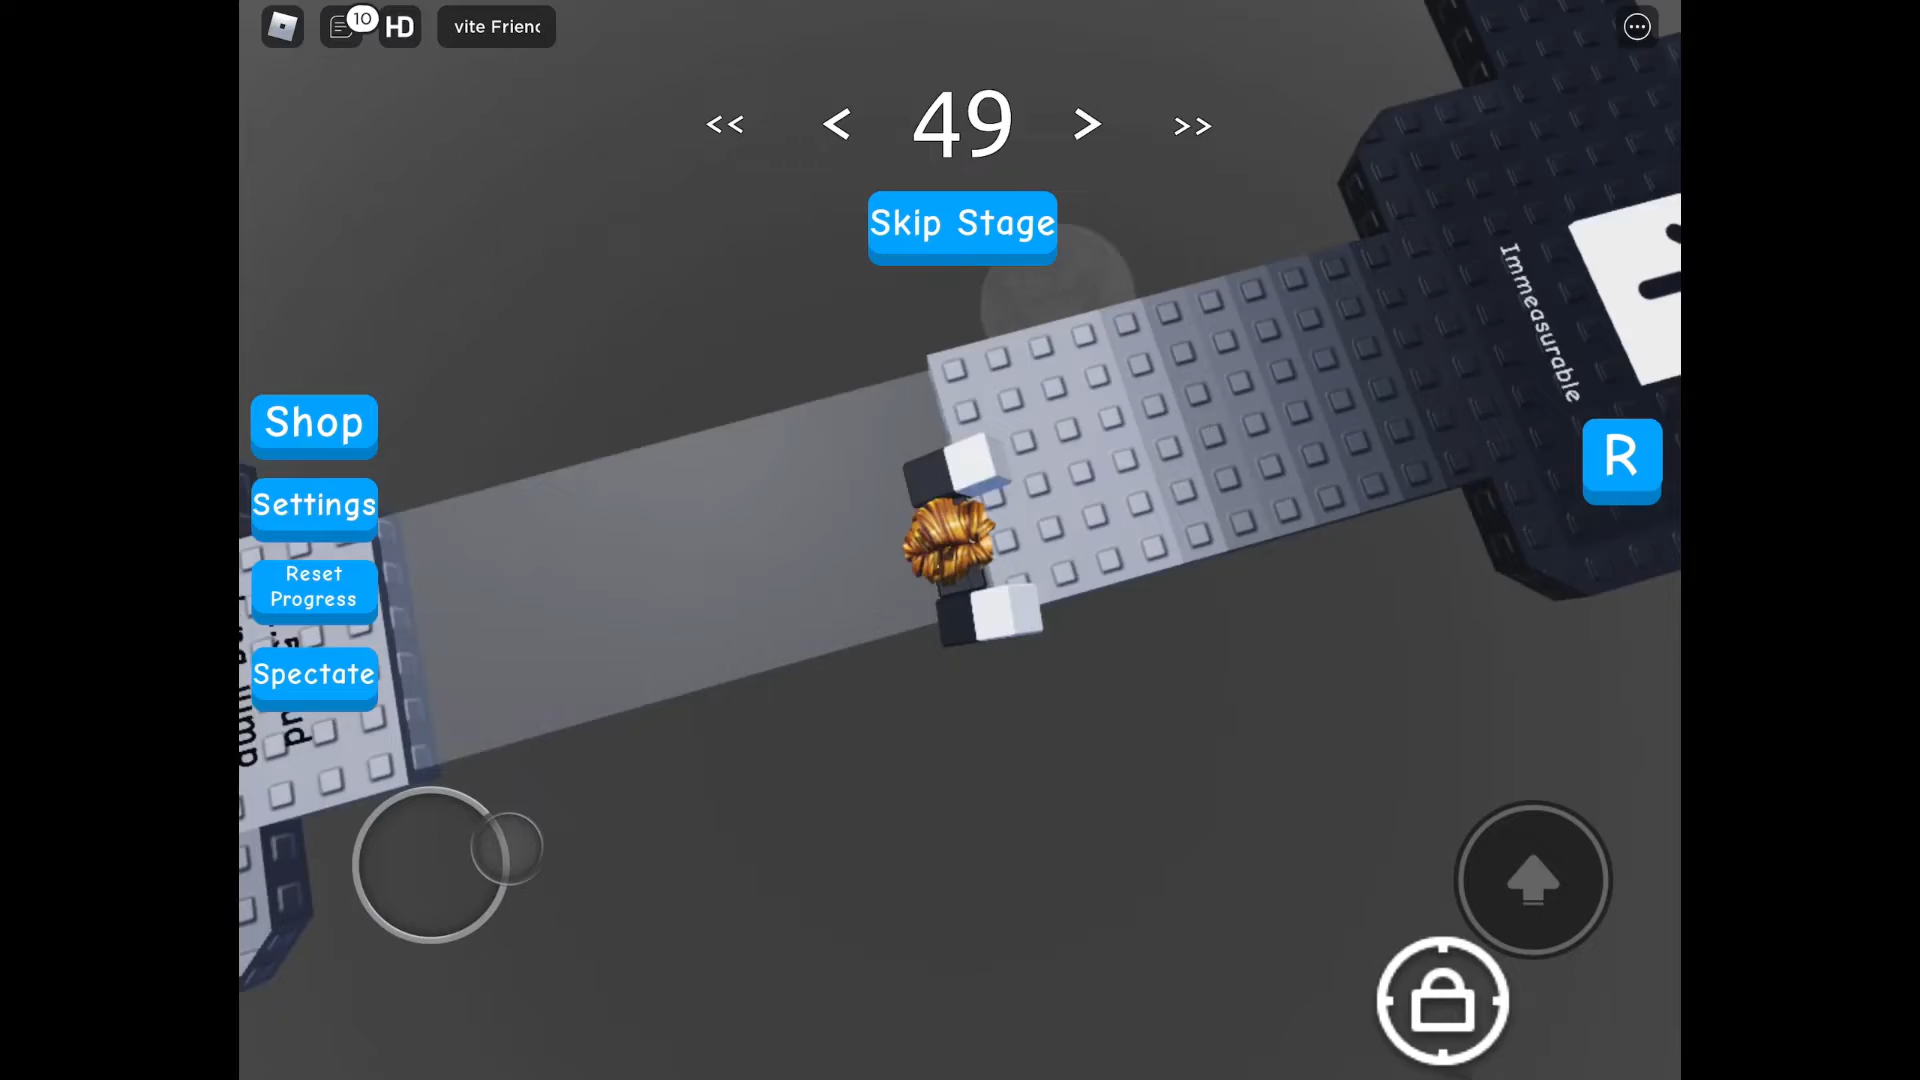 10
HD
vite Frienc
<< < 49 > >>
Skip Stage
Immeasurable
Shop
Settings
Reset
Progress
Spectate
R